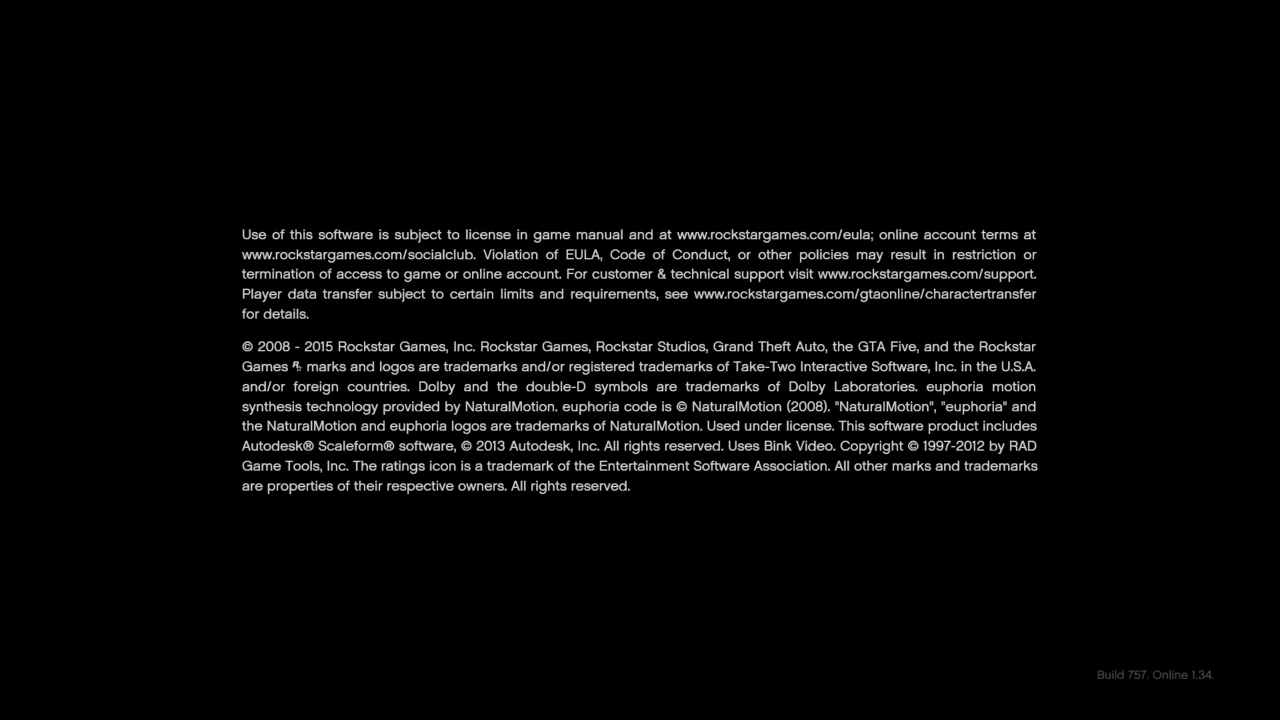 Use of this software is subject to license in game manual and at www.rockstargames.com/eula; online account terms at
www.rockstargames.com/socialclub. Violation of EULA, Code of Conduct, or other policies may result in restriction or
termination of access to game or online account. For customer & technical support visit www.rockstargames.com/support.
Player data transfer subject to certain limits and requirements, see www.rockstargames.com/gtaonline/charactertransfer
for details.
© 2008 - 2015 Rockstar Games, Inc. Rockstar Games, Rockstar Studios, Grand Theft Auto, the GTA Five, and the Rockstar
Games R* marks and logos are trademarks and/or registered trademarks of Take-Two Interactive Software, Inc. in the U.S.A.
and/or foreign countries. Dolby and the double-D symbols are trademarks of Dolby Laboratories. euphoria motion
synthesis technology provided by NaturalMotion. euphoria code is © NaturalMotion (2008). "NaturalMotion", "euphoria" and
the NaturalMotion and euphoria logos are trademarks of NaturalMotion. Used under license. This software product includes
Autodesk® Scaleform® software, © 2013 Autodesk, Inc. All rights reserved. Uses Bink Video. Copyright © 1997-2012 by RAD
Game Tools, Inc. The ratings icon is a trademark of the Entertainment Software Association. All other marks and trademarks
are properties of their respective owners. All rights reserved.
Build 757. Online 1.34.